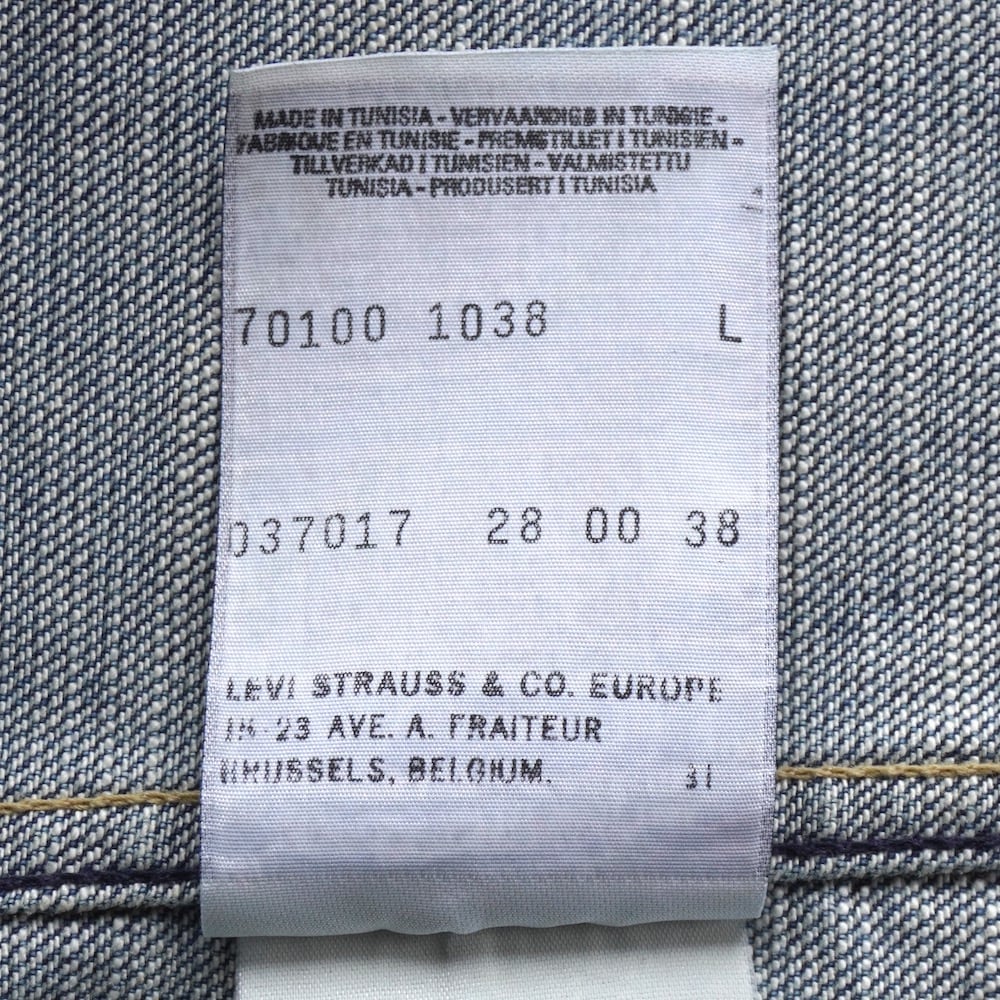 MADE IN TUNISIA - VERVAARDIGD IN TUNESIE -
FABRIQUE EN TUNISIE - FREMSTILLET I TUNISIEN -
TILLVERKAD I TUNISIEN - VALMISTETTU
TUNISIA - PRODUSERT I TUNISIA
70100 1038 L
037017 28 00 38
LEVI STRAUSS & CO. EUROPE
23 AVE. A. FRAITEUR
BRUSSELS, BELGIUM. 31